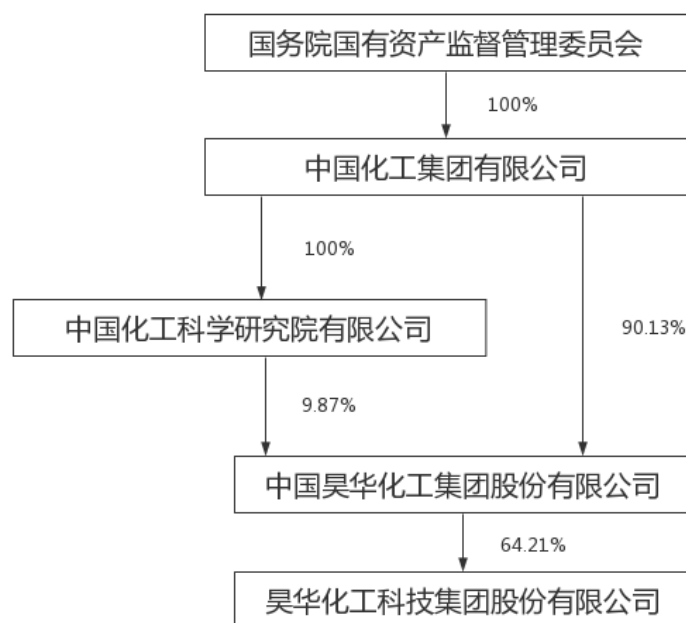 国务院国有资产监督管理委员会
100%
中国化工集团有限公司
100%
中国化工科学研究院有限公司
90.13%
9.87%
中国昊华化工集团股份有限公司
64.21%
昊华化工科技集团股份有限公司